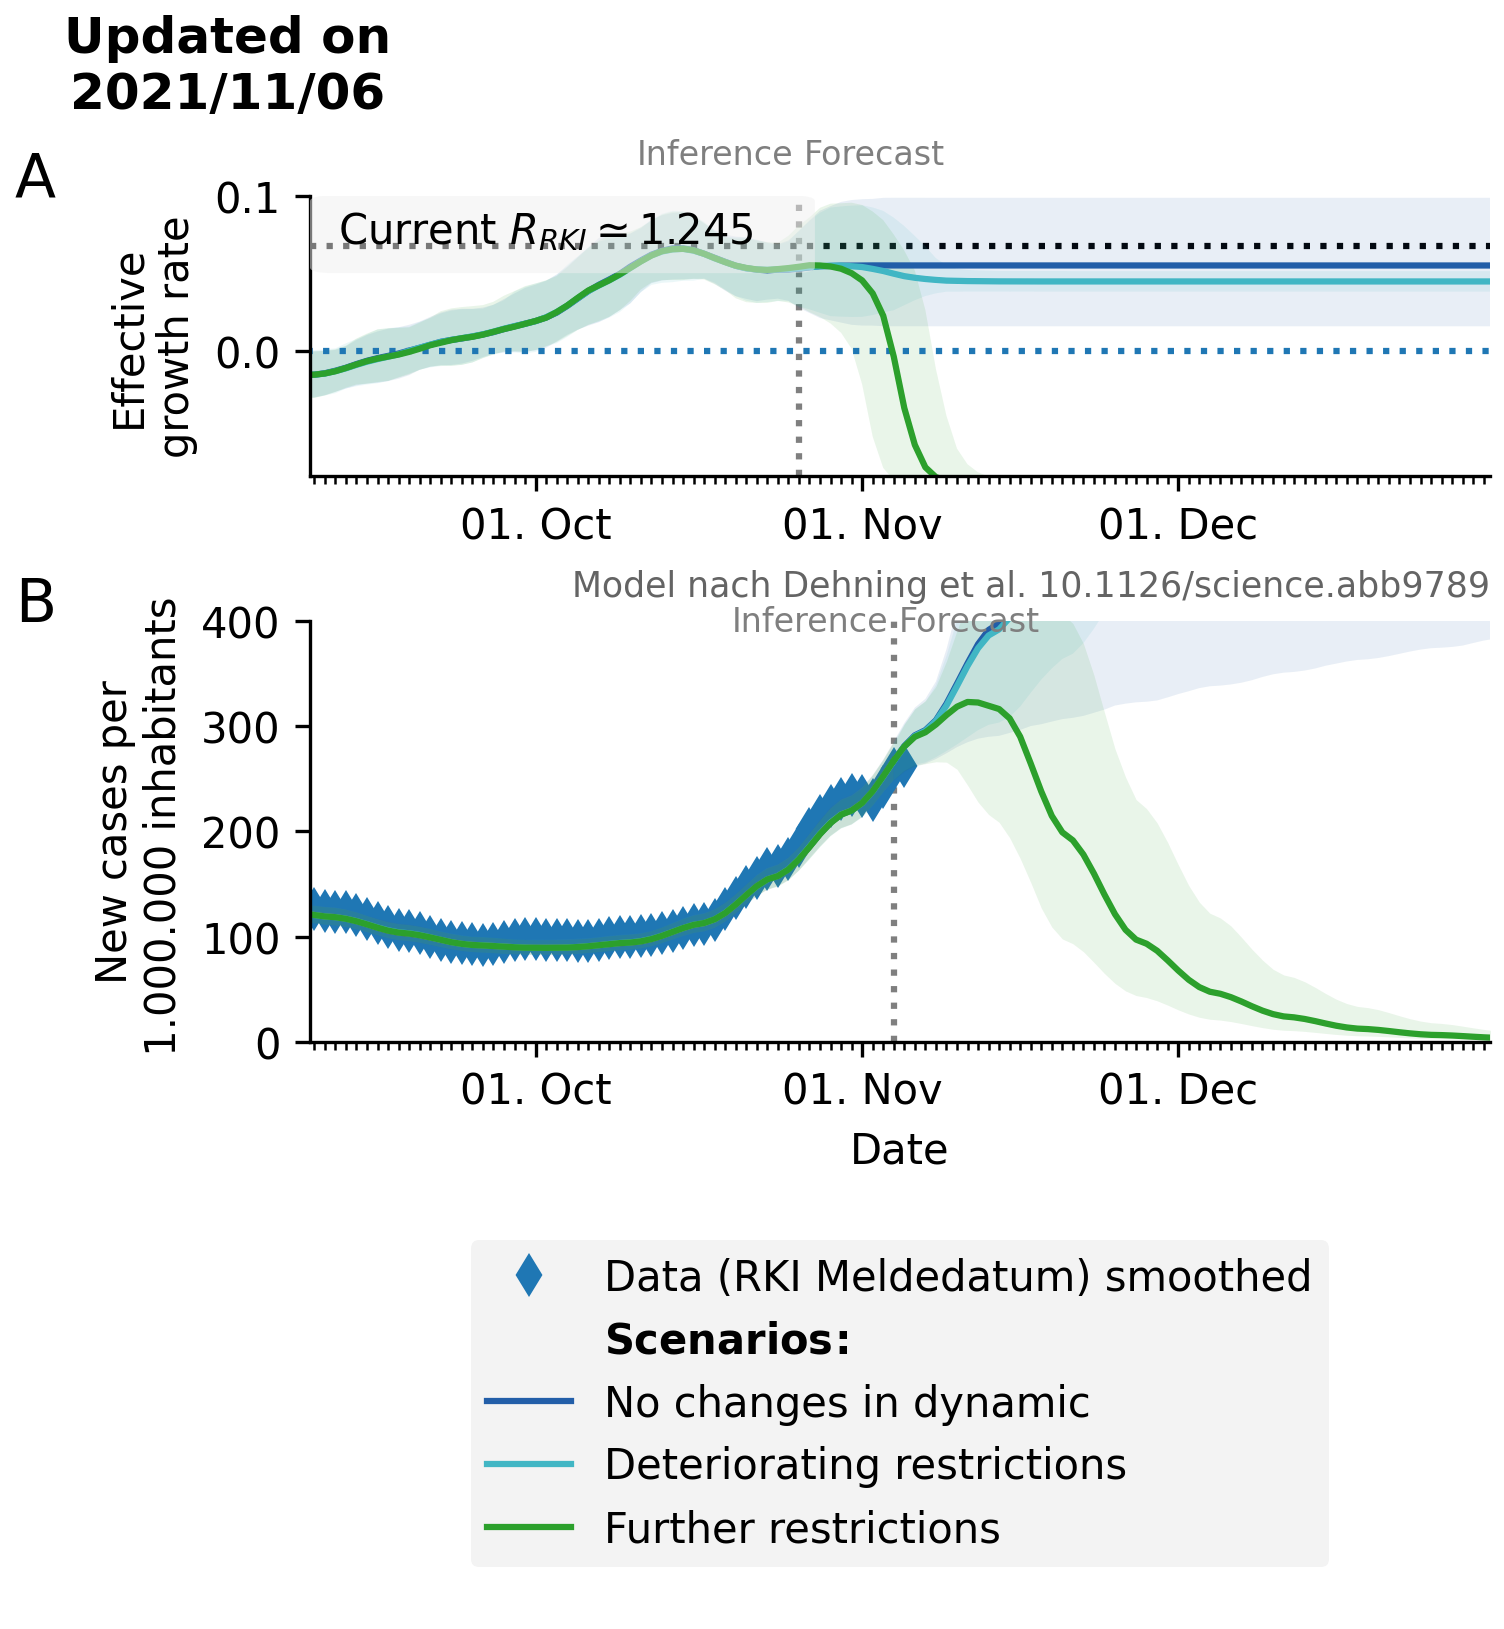 Updated on
2021/11/06
A
Inference Forecast
Current R_RKI ≃ 1.245
Effective
growth rate
0.1
0.0
01. Oct
01. Nov
01. Dec
B
Model nach Dehning et al. 10.1126/science.abb9789
Inference Forecast
New cases per
1.000.000 inhabitants
400
300
200
100
0
01. Oct
01. Nov
01. Dec
Date
Data (RKI Meldedatum) smoothed
Scenarios:
No changes in dynamic
Deteriorating restrictions
Further restrictions